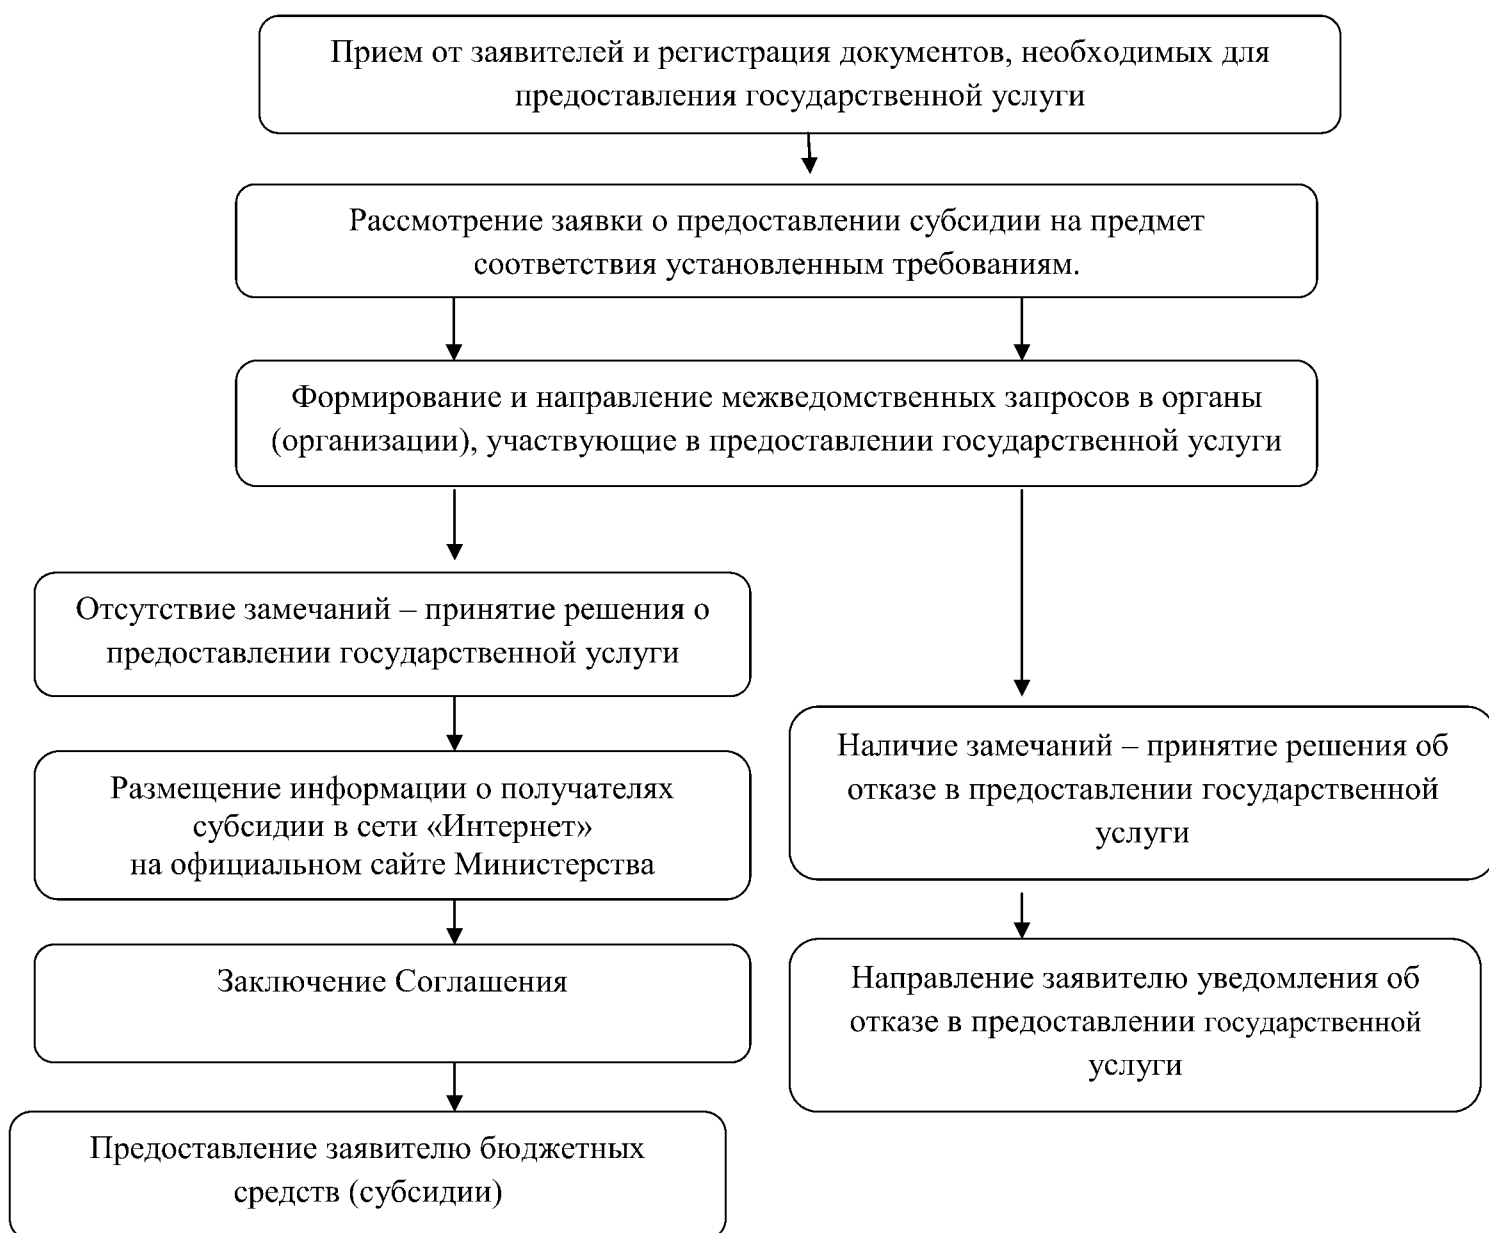 Прием от заявителей и регистрация документов, необходимых для
предоставления государственной услуги
Рассмотрение заявки о предоставлении субсидии на предмет
соответствия установленным требованиям.
Формирование и направление межведомственных запросов в органы
(организации), участвующие в предоставлении государственной услуги
Отсутствие замечаний – принятие решения о
предоставлении государственной услуги
Размещение информации о получателях
субсидии в сети «Интернет»
на официальном сайте Министерства
Заключение Соглашения
Предоставление заявителю бюджетных
средств (субсидии)
Наличие замечаний – принятие решения об
отказе в предоставлении государственной
услуги
Направление заявителю уведомления об
отказе в предоставлении государственной
услуги